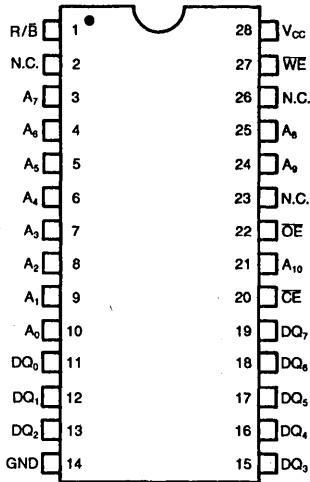 R/B̅ 1 28 VCC
N.C. 2 27 W̅E̅
A7 3 26 N.C.
A6 4 25 A8
A5 5 24 A9
A4 6 23 N.C.
A3 7 22 O̅E̅
A2 8 21 A10
A1 9 20 C̅E̅
A0 10 19 DQ7
DQ0 11 18 DQ6
DQ1 12 17 DQ5
DQ2 13 16 DQ4
GND 14 15 DQ3